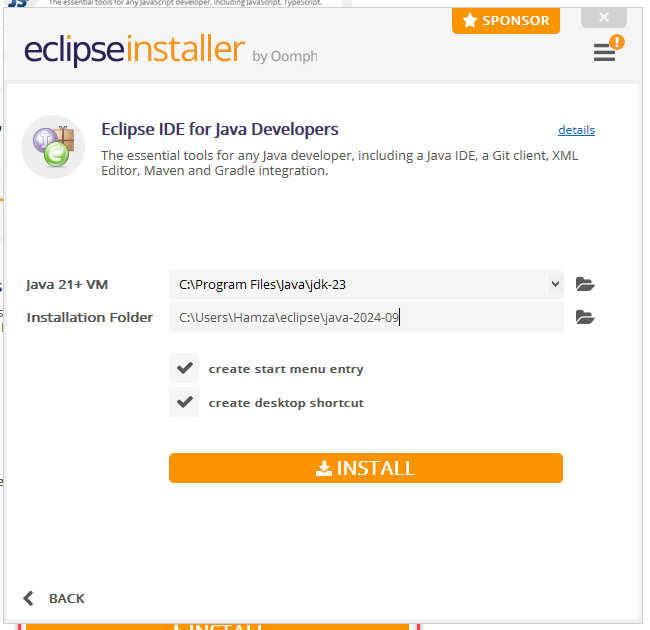 JS
The essential tools for any JavaScript developer, including JavaScript, TypeScript,
SPONSOR
eclipseinstaller by Oomph
!
Eclipse IDE for Java Developers
details
The essential tools for any Java developer, including a Java IDE, a Git client, XML
Editor, Maven and Gradle integration.
Java 21+ VM
C:\Program Files\Java\jdk-23
Installation Folder
C:\Users\Hamza\eclipse\java-2024-09
create start menu entry
create desktop shortcut
INSTALL
BACK
INSTALL